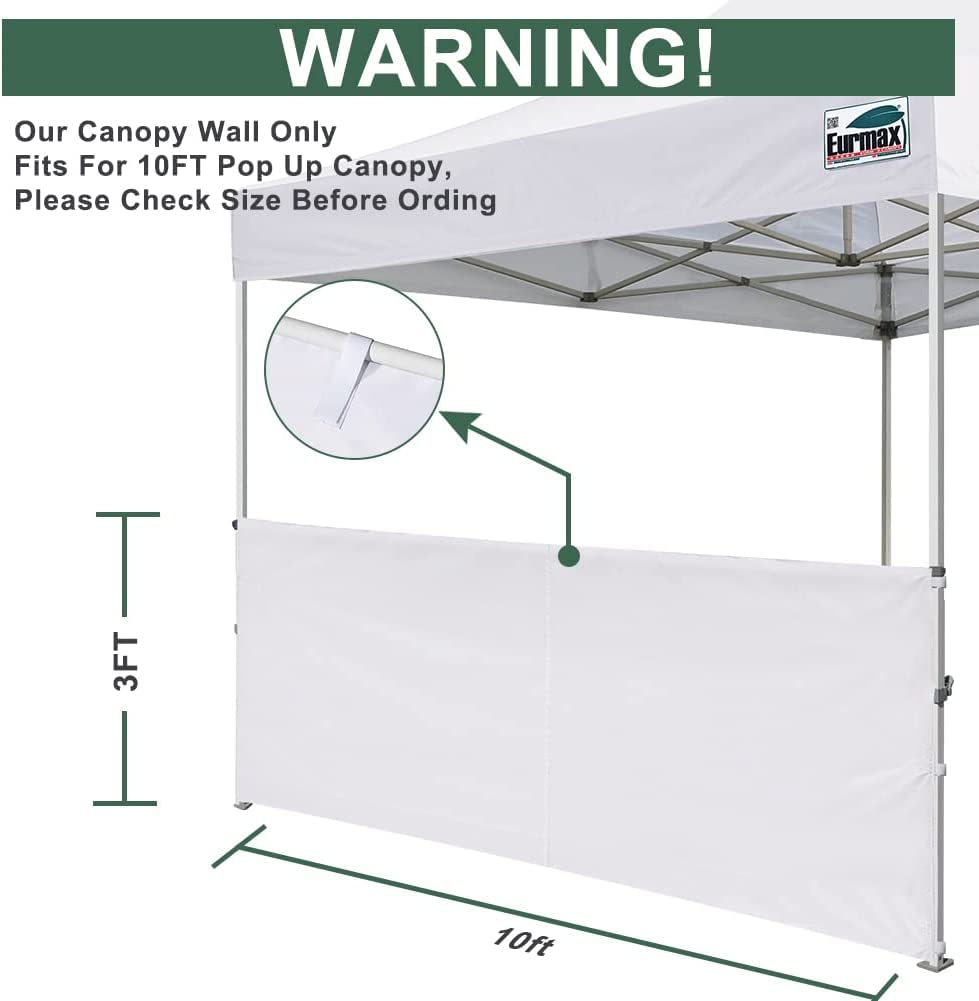 WARNING!
Our Canopy Wall Only
Fits For 10FT Pop Up Canopy,
Please Check Size Before Ording
Eurmax
3FT
10ft